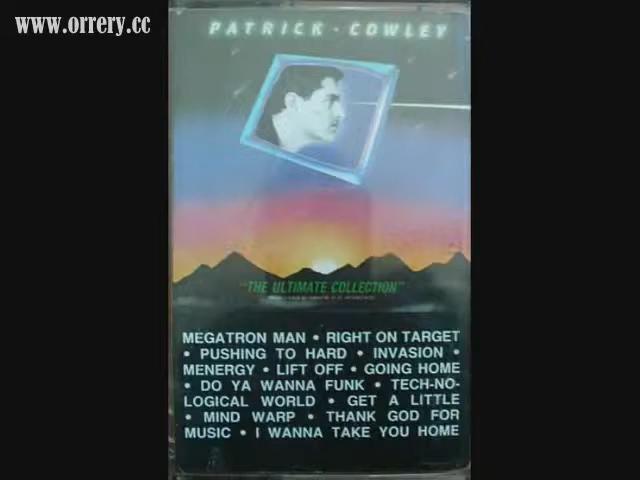 www.orrery.cc
PATRICK - COWLEY
"THE ULTIMATE COLLECTION"
MEGATRON MAN • RIGHT ON TARGET
• PUSHING TO HARD • INVASION •
MENERGY • LIFT OFF • GOING HOME
• DO YA WANNA FUNK • TECH-NO-
LOGICAL WORLD • GET A LITTLE
• MIND WARP • THANK GOD FOR
MUSIC • I WANNA TAKE YOU HOME